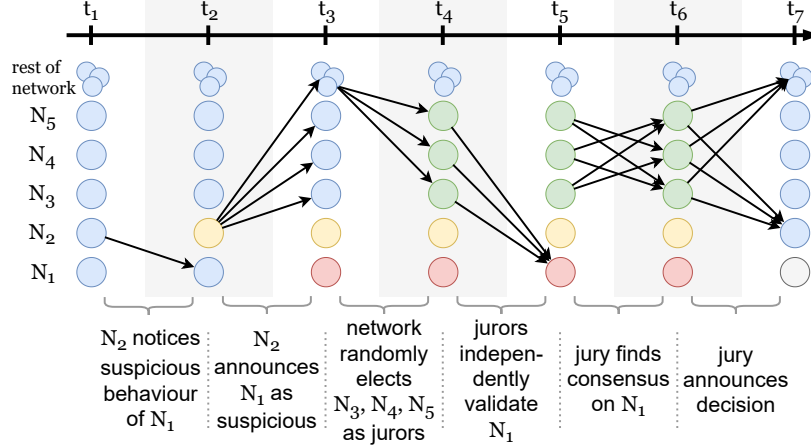 t₁ t₂ t₃ t₄ t₅ t₆ t₇
rest of
network
N₅
N₄
N₃
N₂
N₁
N₂ notices
suspicious
behaviour
of N₁
N₂
announces
N₁ as
suspicious
network
randomly
elects
N₃, N₄, N₅
as jurors
jurors
indepen-
dently
validate
N₁
jury finds
consensus
on N₁
jury
announces
decision